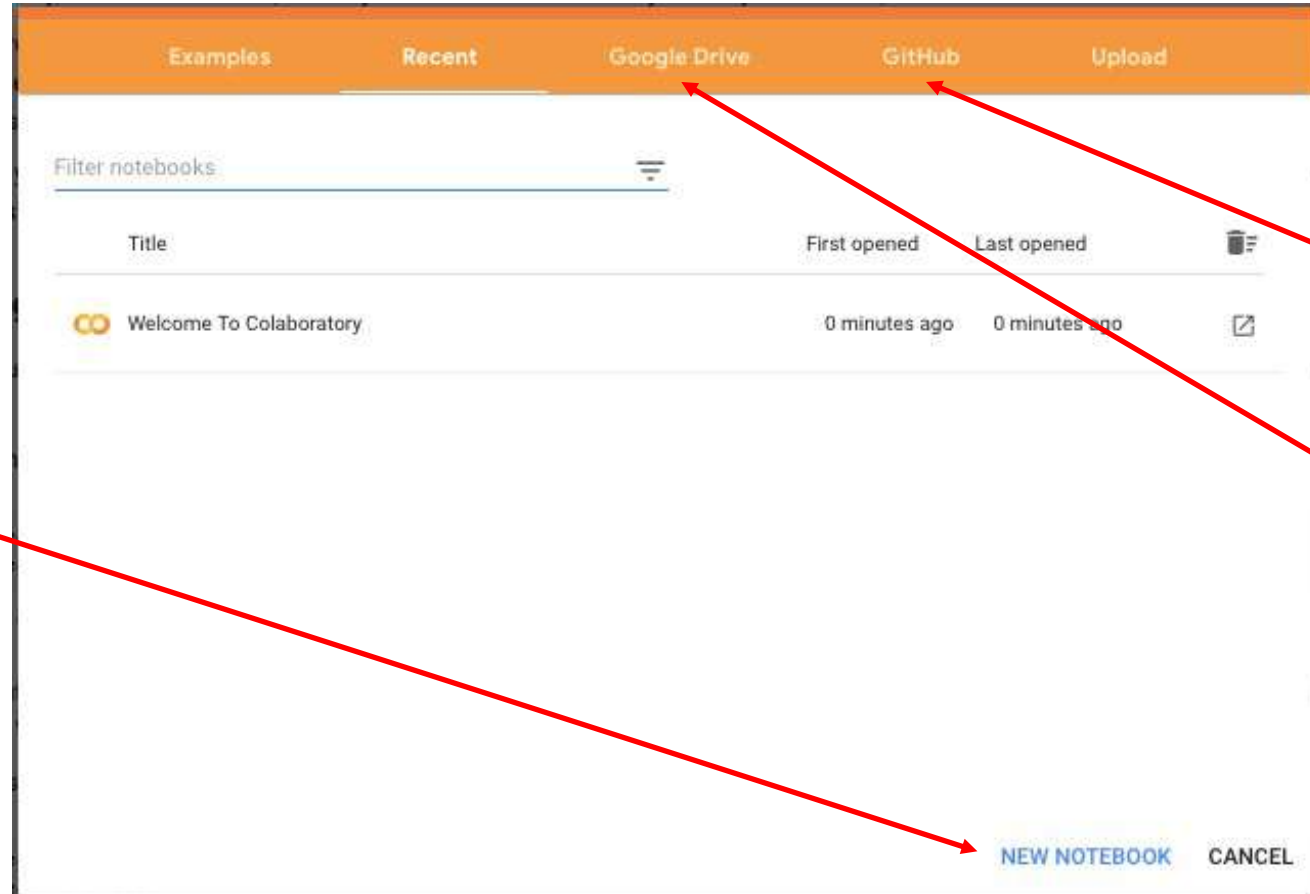 Examples Recent Google Drive GitHub Upload
Filter notebooks
Title First opened Last opened
Welcome To Colaboratory 0 minutes ago 0 minutes ago
NEW NOTEBOOK CANCEL